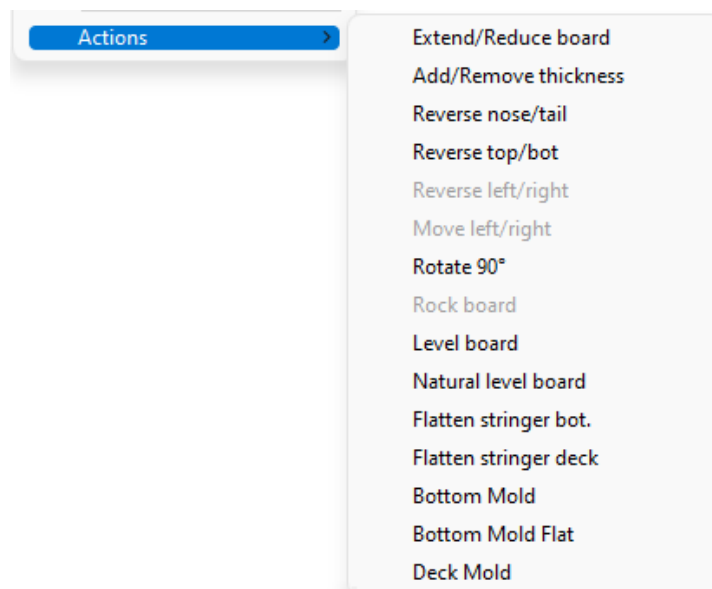 Actions
Extend/Reduce board
Add/Remove thickness
Reverse nose/tail
Reverse top/bot
Reverse left/right
Move left/right
Rotate 90°
Rock board
Level board
Natural level board
Flatten stringer bot.
Flatten stringer deck
Bottom Mold
Bottom Mold Flat
Deck Mold